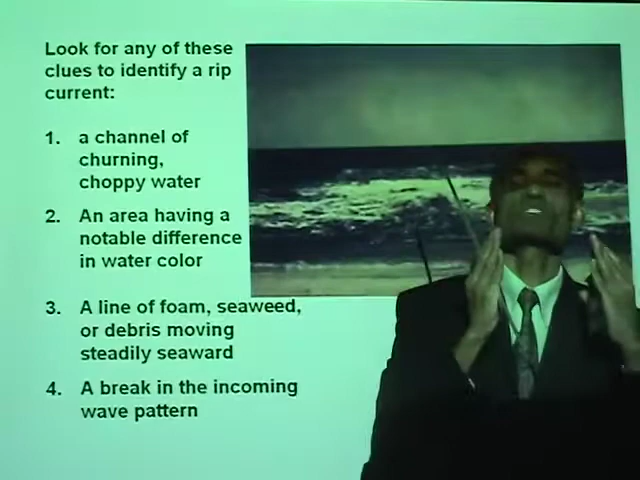 Look for any of these
clues to identify a rip
current:
1. a channel of
churning,
choppy water
2. An area having a
notable difference
in water color
3. A line of foam, seaweed,
or debris moving
steadily seaward
4. A break in the incoming
wave pattern